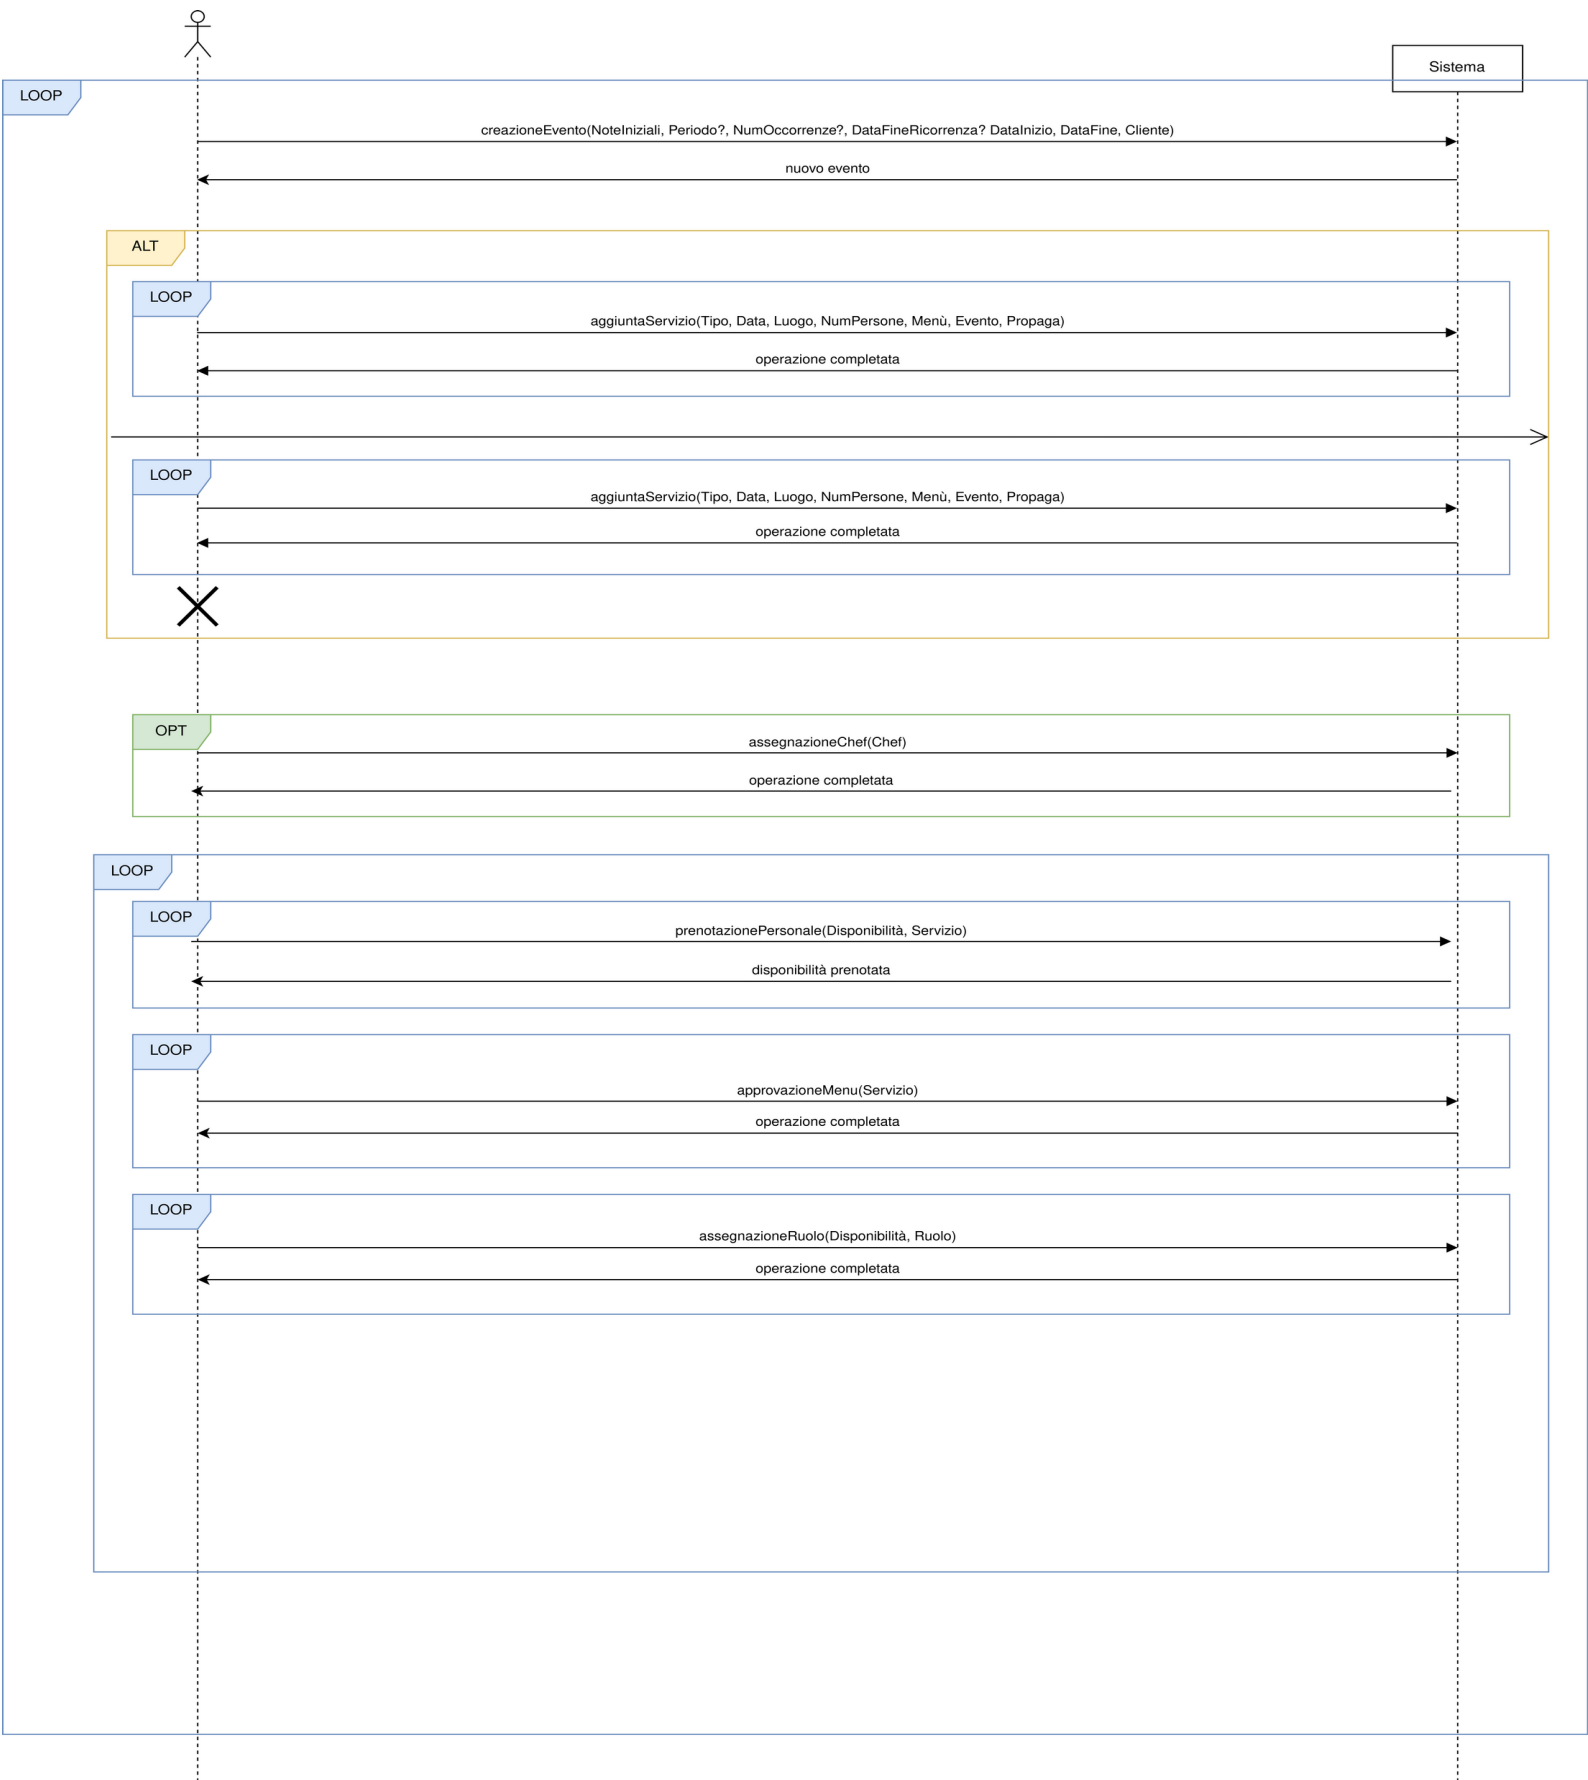 Sistema
LOOP
creazioneEvento(NoteIniziali, Periodo?, NumOccorrenze?, DataFineRicorrenza? DataInizio, DataFine, Cliente)
nuovo evento
ALT
LOOP
aggiuntaServizio(Tipo, Data, Luogo, NumPersone, Menù, Evento, Propaga)
operazione completata
LOOP
aggiuntaServizio(Tipo, Data, Luogo, NumPersone, Menù, Evento, Propaga)
operazione completata
OPT
assegnazioneChef(Chef)
operazione completata
LOOP
LOOP
prenotazionePersonale(Disponibilità, Servizio)
disponibilità prenotata
LOOP
approvazioneMenu(Servizio)
operazione completata
LOOP
assegnazioneRuolo(Disponibilità, Ruolo)
operazione completata